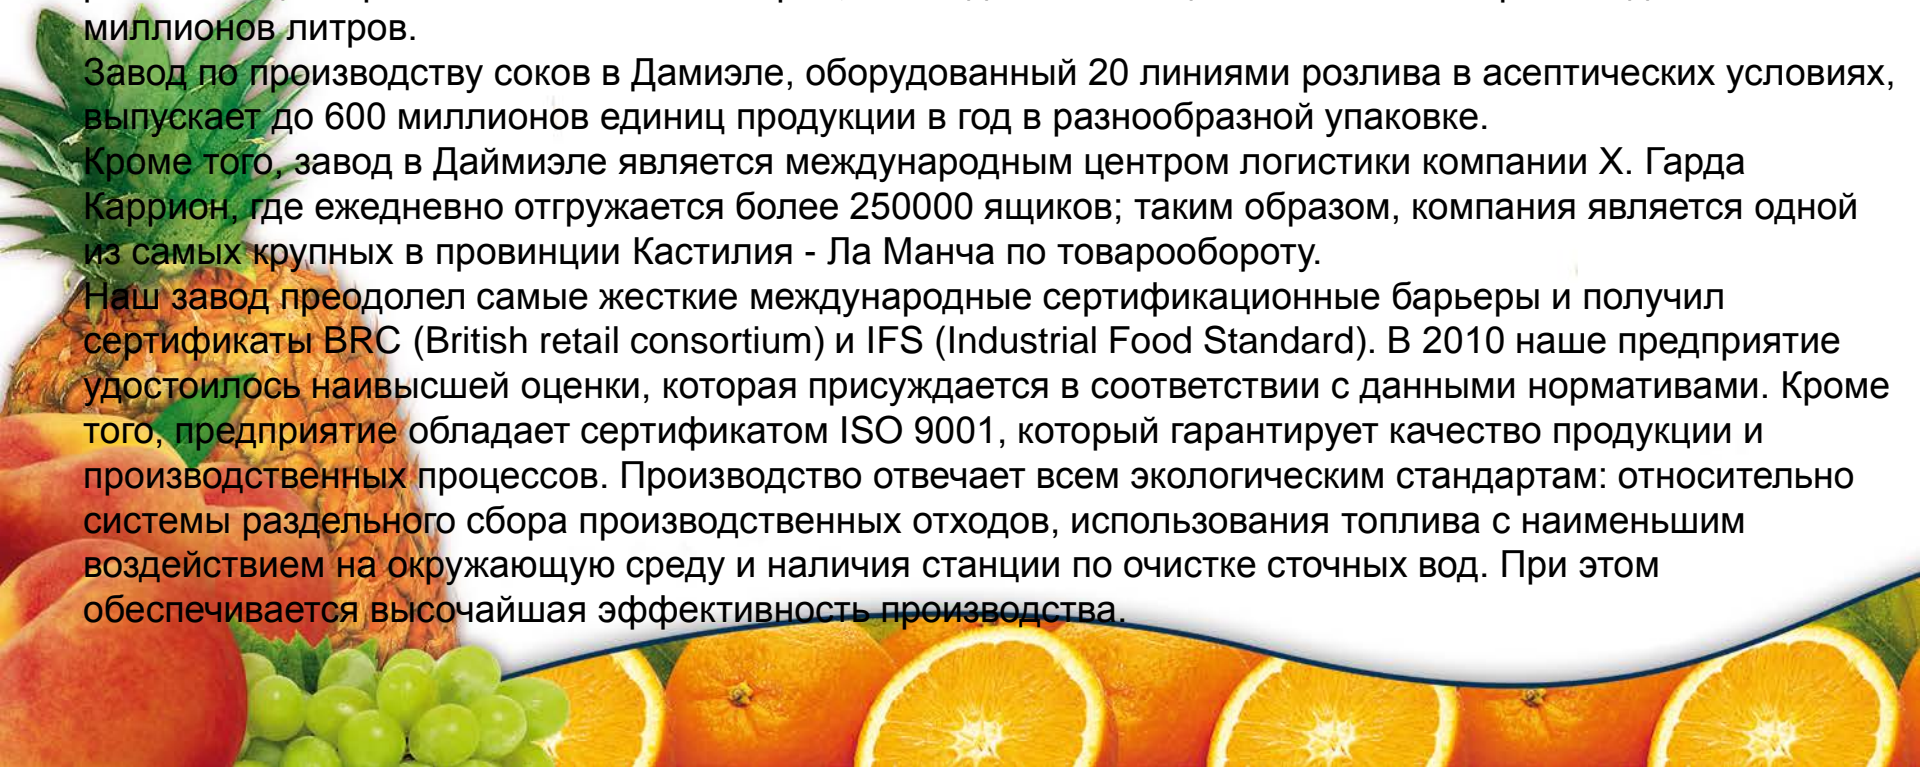 миллионов литров.
Завод по производству соков в Дамиэле, оборудованный 20 линиями розлива в асептических условиях,
выпускает до 600 миллионов единиц продукции в год в разнообразной упаковке.
Кроме того, завод в Даймиэле является международным центром логистики компании Х. Гарда
Каррион, где ежедневно отгружается более 250000 ящиков; таким образом, компания является одной
из самых крупных в провинции Кастилия - Ла Манча по товарообороту.
Наш завод преодолел самые жесткие международные сертификационные барьеры и получил
сертификаты BRC (British retail consortium) и IFS (Industrial Food Standard). В 2010 наше предприятие
удостоилось наивысшей оценки, которая присуждается в соответствии с данными нормативами. Кроме
того, предприятие обладает сертификатом ISO 9001, который гарантирует качество продукции и
производственных процессов. Производство отвечает всем экологическим стандартам: относительно
системы раздельного сбора производственных отходов, использования топлива с наименьшим
воздействием на окружающую среду и наличия станции по очистке сточных вод. При этом
обеспечивается высочайшая эффективность производства.